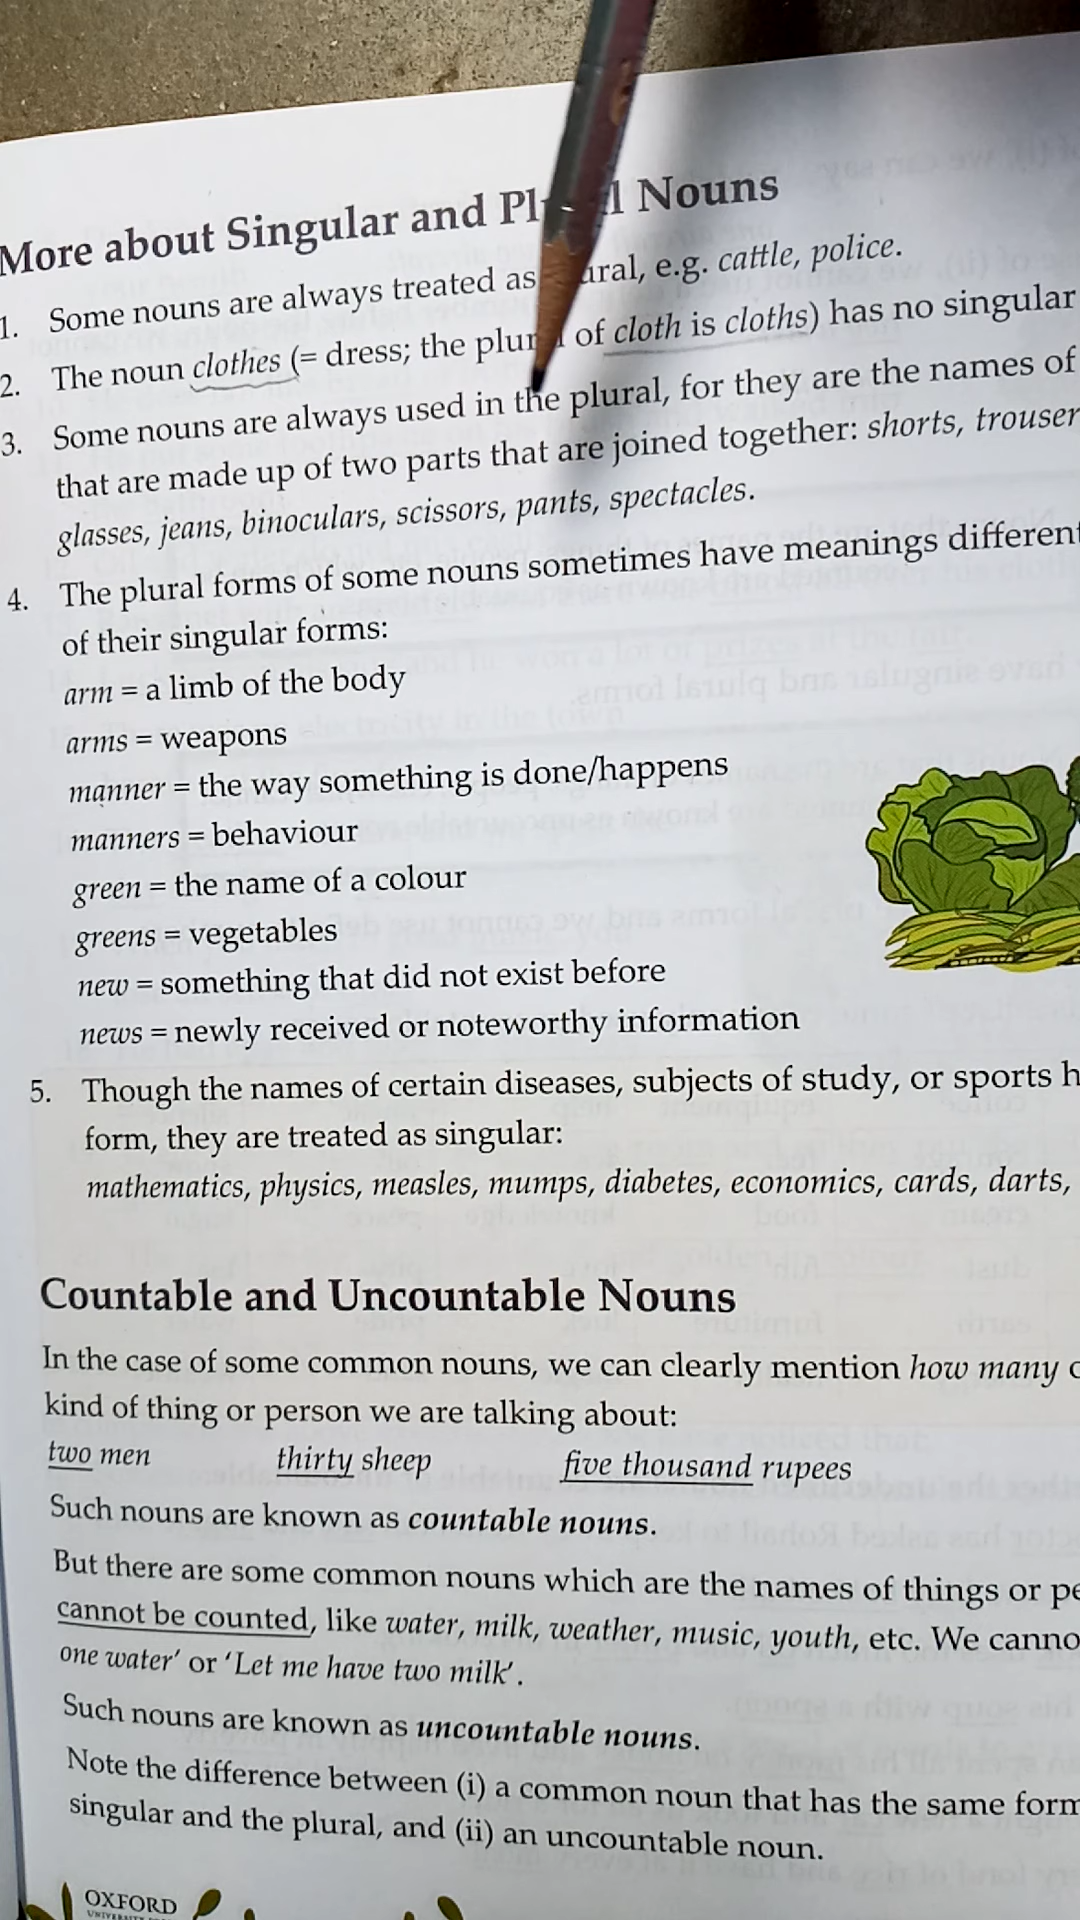 More about Singular and Pl l Nouns
1. Some nouns are always treated as ural, e.g. cattle, police.
2. The noun clothes (= dress; the plur l of cloth is cloths) has no singular
3. Some nouns are always used in the plural, for they are the names of
that are made up of two parts that are joined together: shorts, trouser
glasses, jeans, binoculars, scissors, pants, spectacles.
4. The plural forms of some nouns sometimes have meanings different
of their singular forms:
arm = a limb of the body
arms = weapons
manner = the way something is done/happens
manners = behaviour
green = the name of a colour
greens = vegetables
new = something that did not exist before
news = newly received or noteworthy information
5. Though the names of certain diseases, subjects of study, or sports h
form, they are treated as singular:
mathematics, physics, measles, mumps, diabetes, economics, cards, darts,
Countable and Uncountable Nouns
In the case of some common nouns, we can clearly mention how many o
kind of thing or person we are talking about:
two men thirty sheep five thousand rupees
Such nouns are known as countable nouns.
But there are some common nouns which are the names of things or pe
cannot be counted, like water, milk, weather, music, youth, etc. We canno
one water' or 'Let me have two milk'.
Such nouns are known as uncountable nouns.
Note the difference between (i) a common noun that has the same form
singular and the plural, and (ii) an uncountable noun.
OXFORD